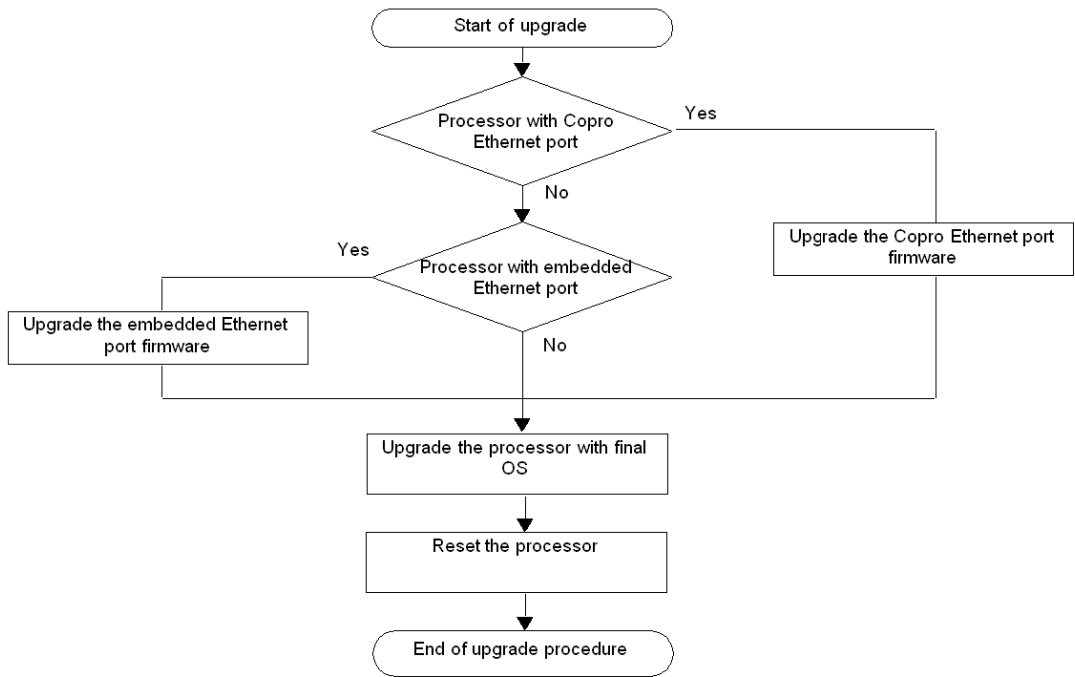 Start of upgrade
Processor with Copro
Ethernet port
Yes
No
Upgrade the Copro Ethernet port
firmware
Yes
Processor with embedded
Ethernet port
Upgrade the embedded Ethernet
port firmware
No
Upgrade the processor with final
OS
Reset the processor
End of upgrade procedure